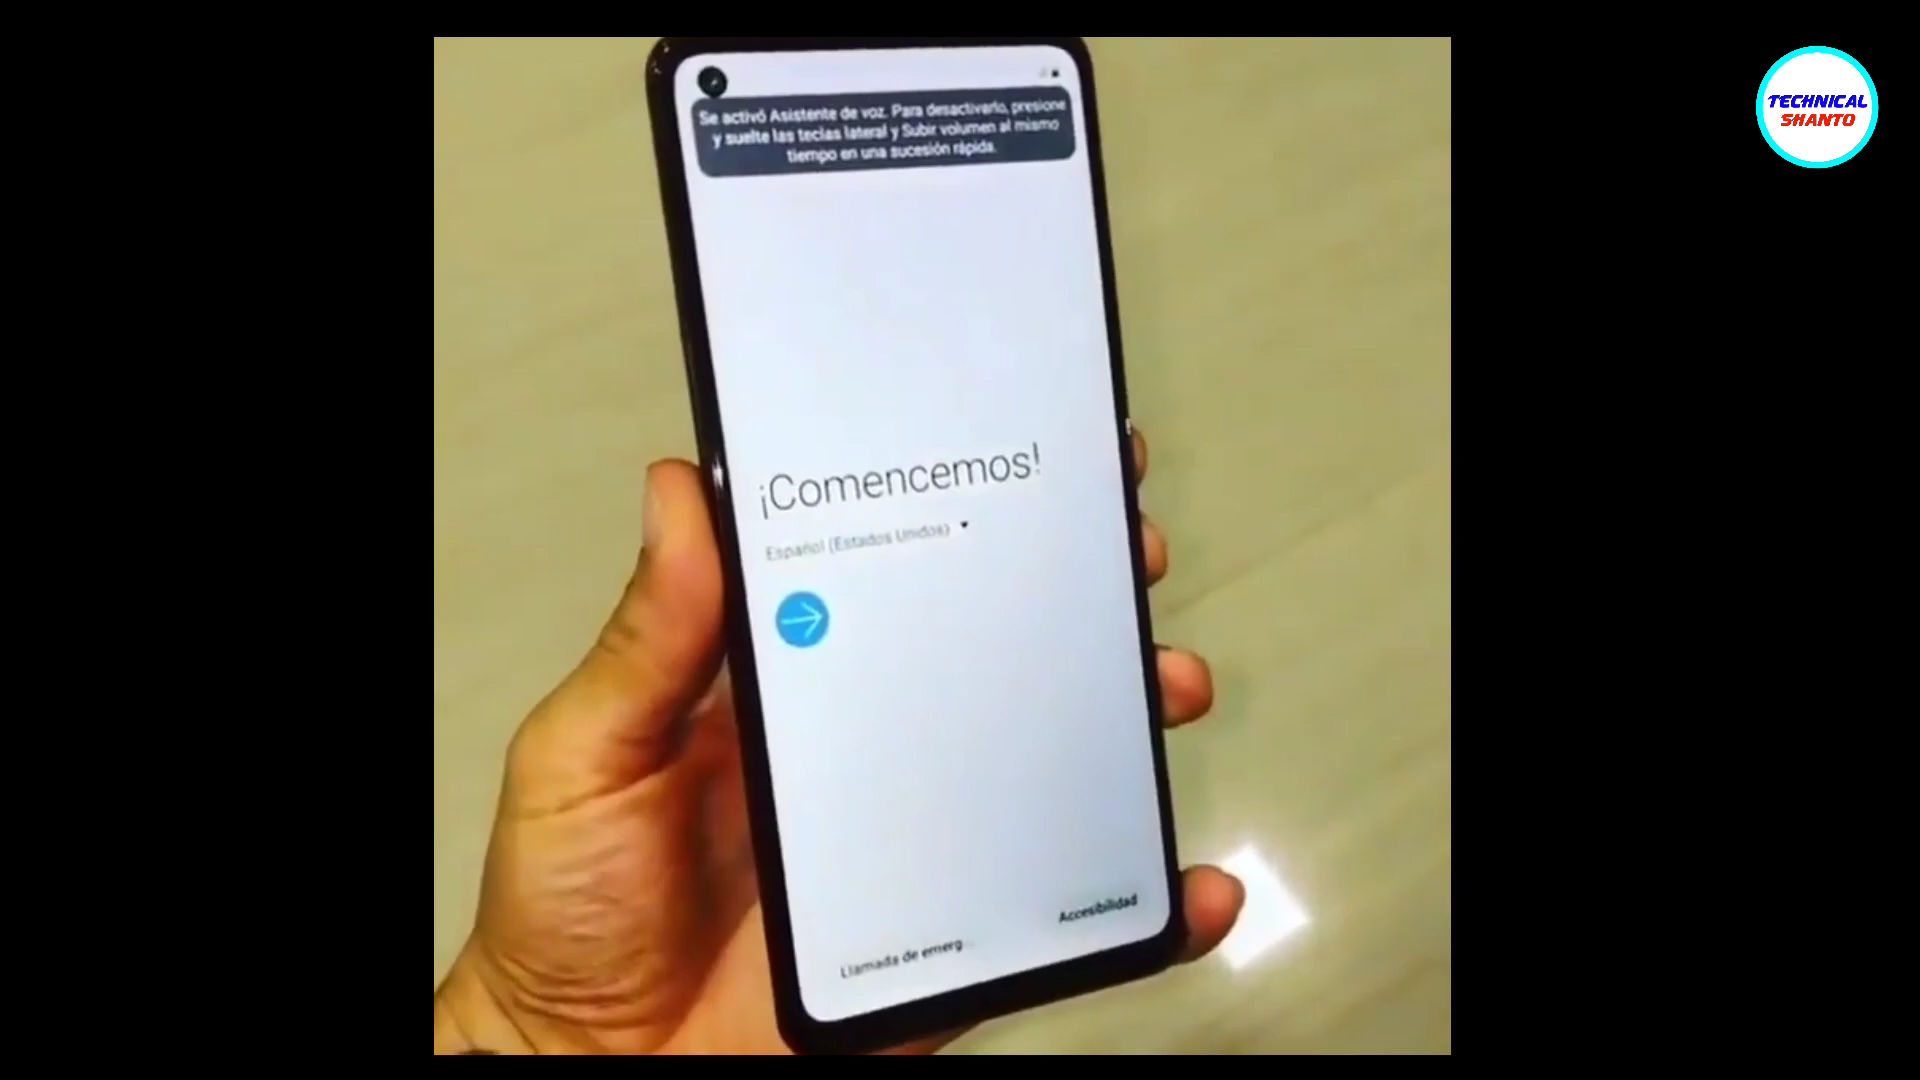 TECHNICAL
SHANTO
Se activó Asistente de voz. Para desactivarlo, presione
y suelte las teclas lateral y Subir volumen al mismo
tiempo en una sucesión rápida.
¡Comencemos!
Español (Estados Unidos)
Accesibilidad
Llamada de emerg...